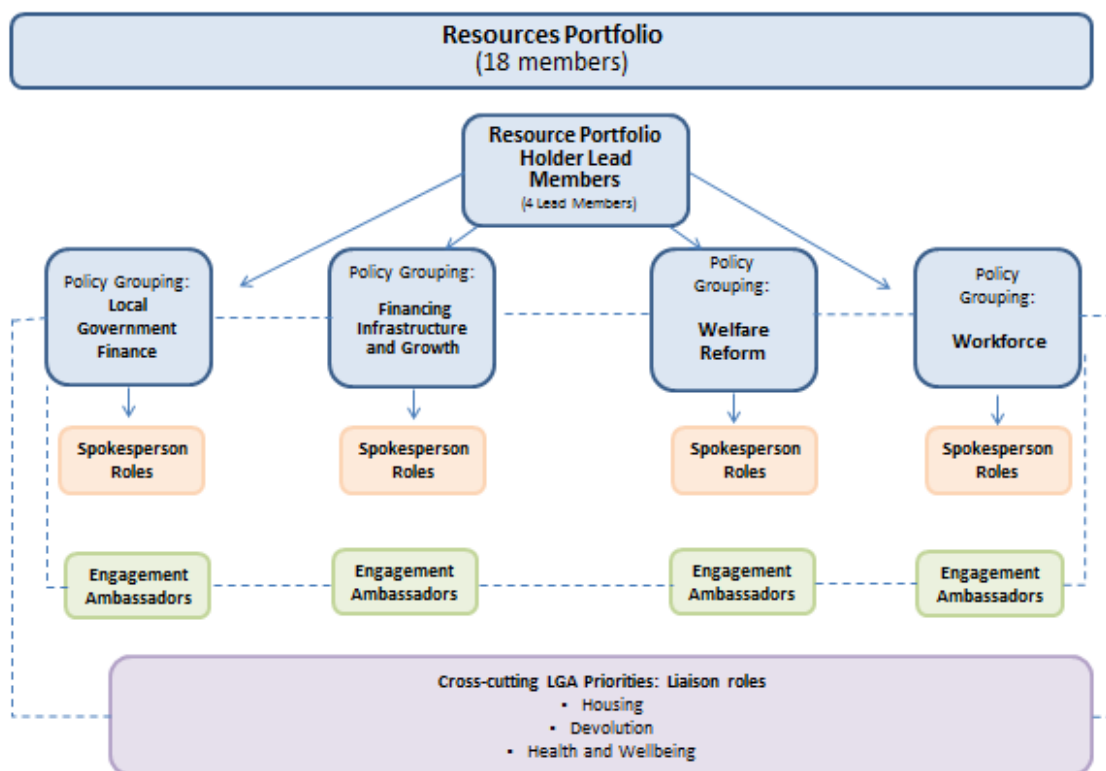 Resources Portfolio
(18 members)
Resource Portfolio
Holder Lead
Members
(4 Lead Members)
Policy Grouping:
Local
Government
Finance
Policy Grouping:
Financing
Infrastructure
and Growth
Policy
Grouping:
Welfare
Reform
Policy
Grouping:
Workforce
Spokesperson
Roles
Spokesperson
Roles
Spokesperson
Roles
Spokesperson
Roles
Engagement
Ambassadors
Engagement
Ambassadors
Engagement
Ambassadors
Engagement
Ambassadors
Cross-cutting LGA Priorities: Liaison roles
▪ Housing
▪ Devolution
▪ Health and Wellbeing